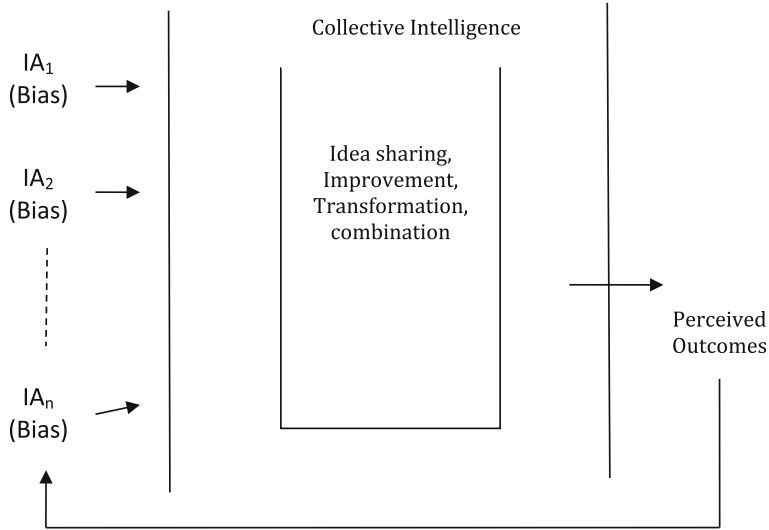 Collective Intelligence
IA₁
(Bias)
IA₂
(Bias)
IAₙ
(Bias)
Idea sharing,
Improvement,
Transformation,
combination
Perceived
Outcomes